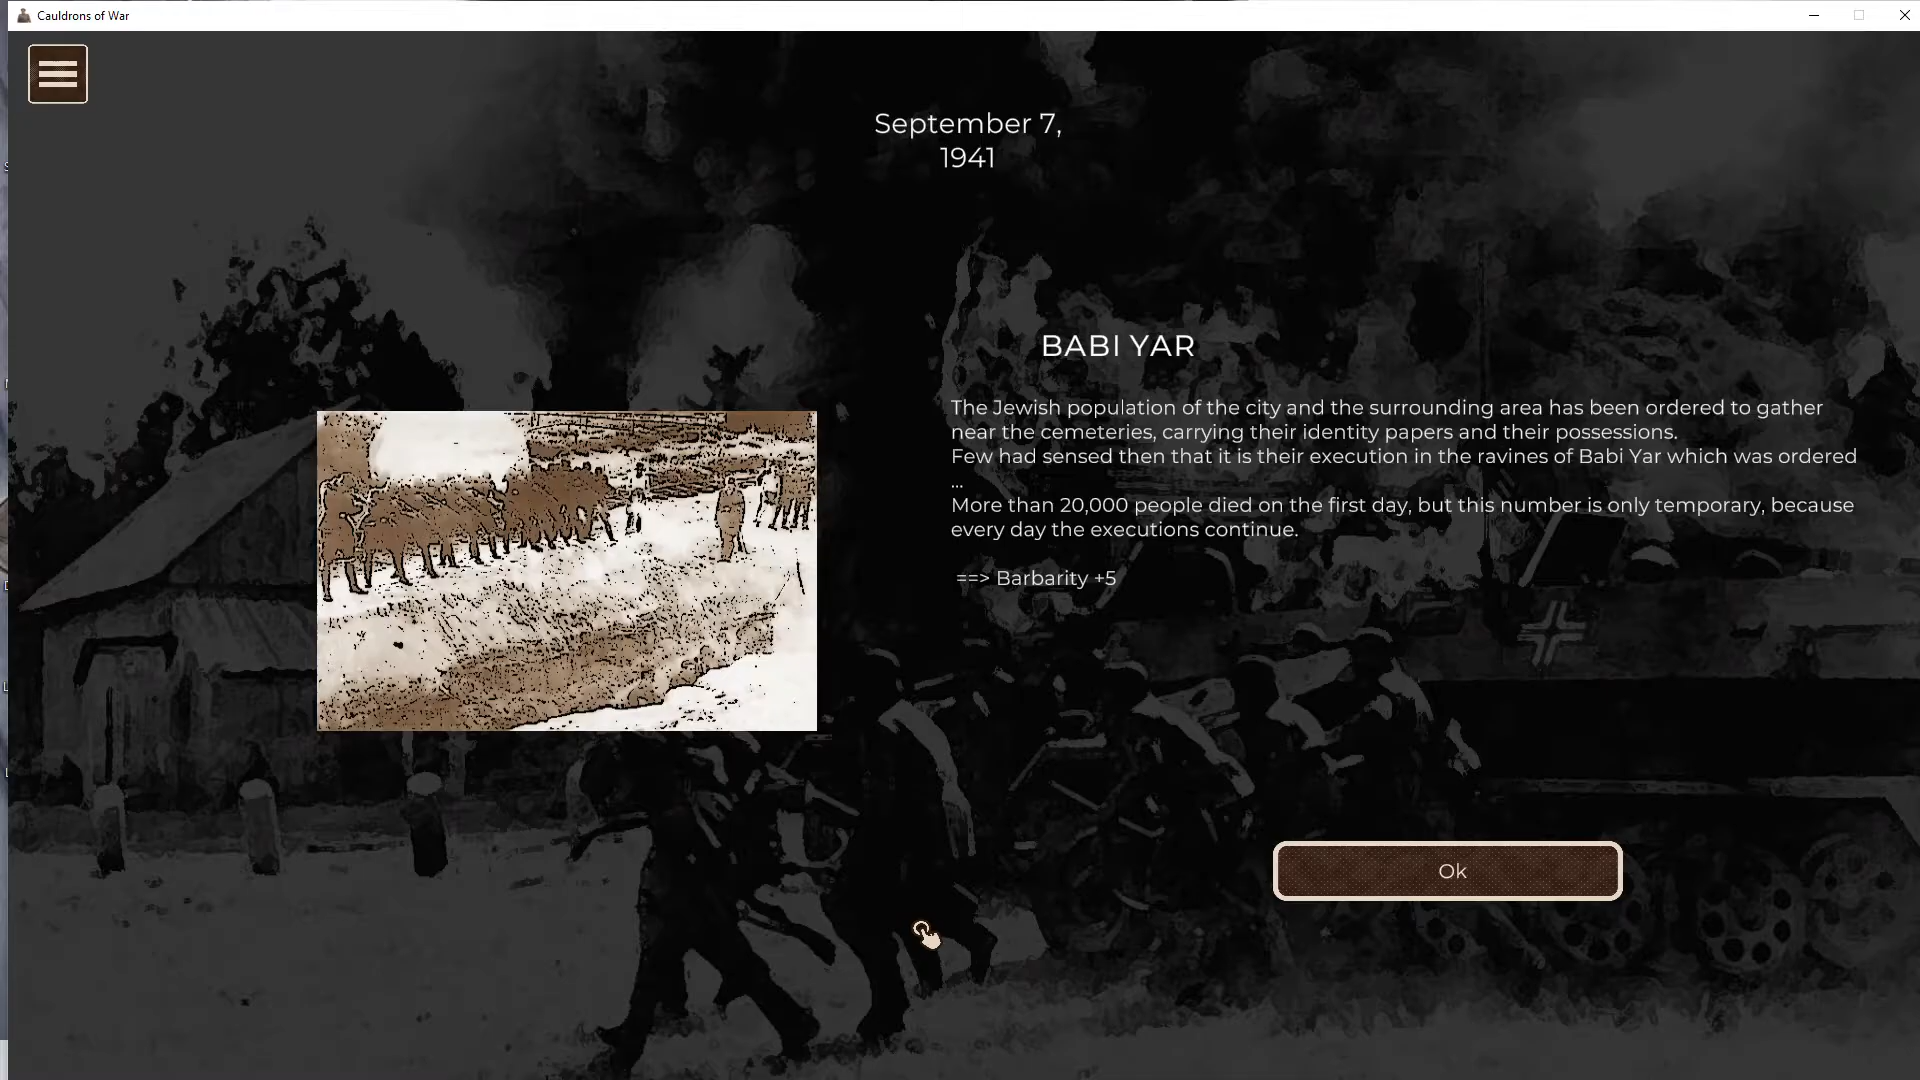 Cauldrons of War
September 7,
1941
BABI YAR
The Jewish population of the city and the surrounding area has been ordered to gather
near the cemeteries, carrying their identity papers and their possessions.
Few had sensed then that it is their execution in the ravines of Babi Yar which was ordered
...
More than 20,000 people died on the first day, but this number is only temporary, because
every day the executions continue.
==> Barbarity +5
Ok